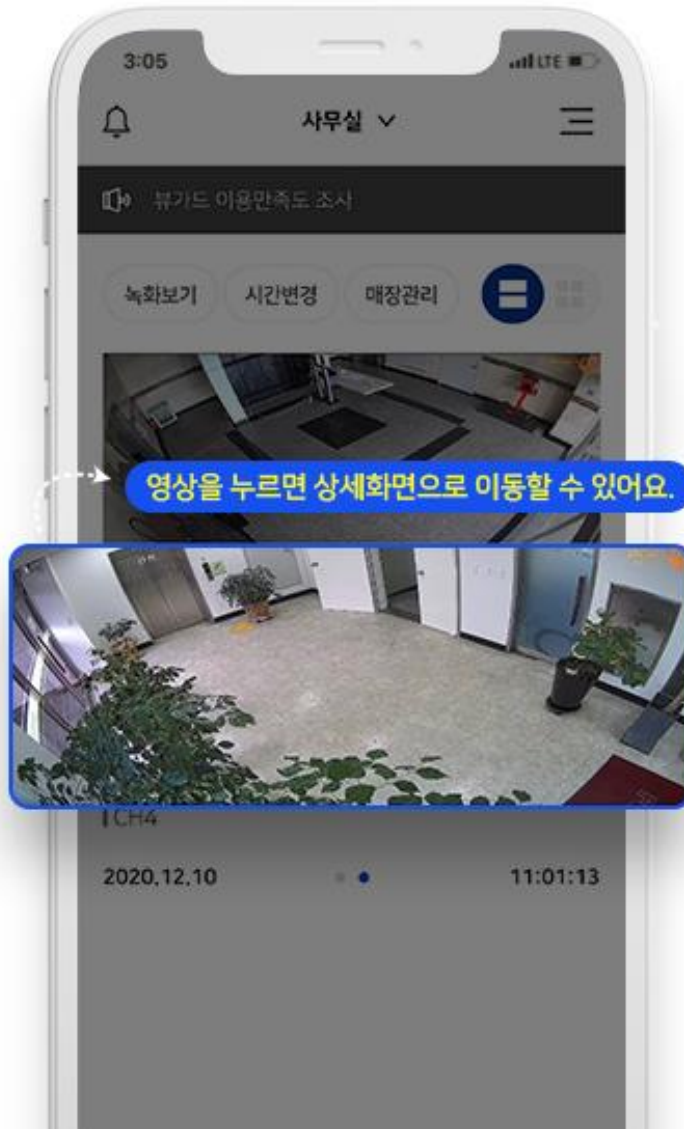 3:05
LTE
사무실
뷰가드 이용만족도 조사
녹화보기 시간변경 매장관리
영상을 누르면 상세화면으로 이동할 수 있어요.
CH4
2020.12.10 11:01:13